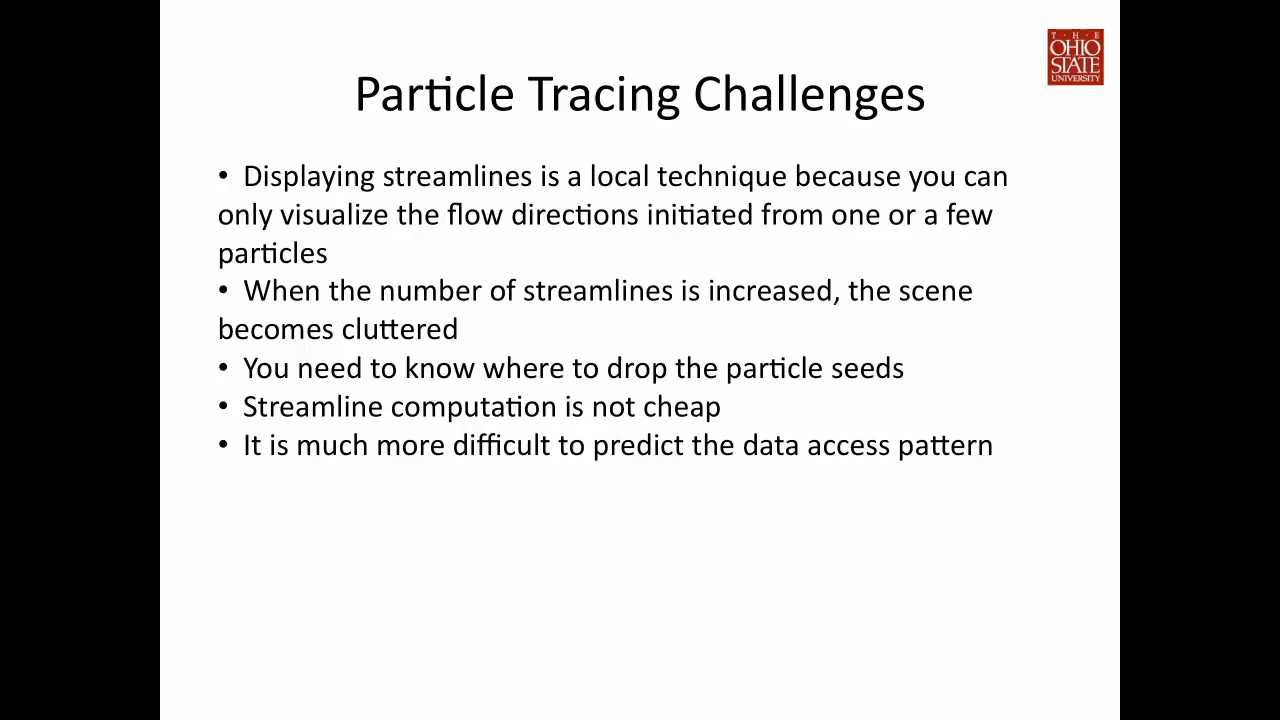 T · H · E
OHIO
STATE
UNIVERSITY
Particle Tracing Challenges
• Displaying streamlines is a local technique because you can
only visualize the flow directions initiated from one or a few
particles
• When the number of streamlines is increased, the scene
becomes cluttered
• You need to know where to drop the particle seeds
• Streamline computation is not cheap
• It is much more difficult to predict the data access pattern